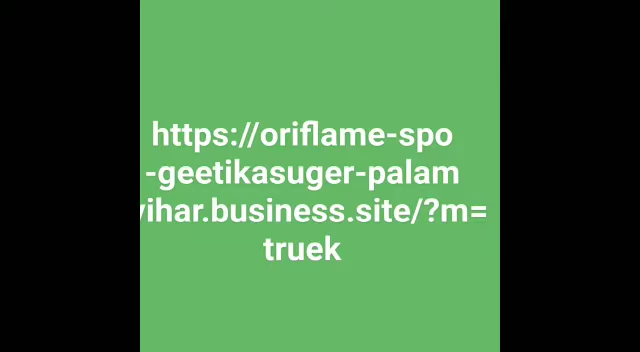 https://oriflame-spo
-geetikasuger-palam
vihar.business.site/?m=
truek